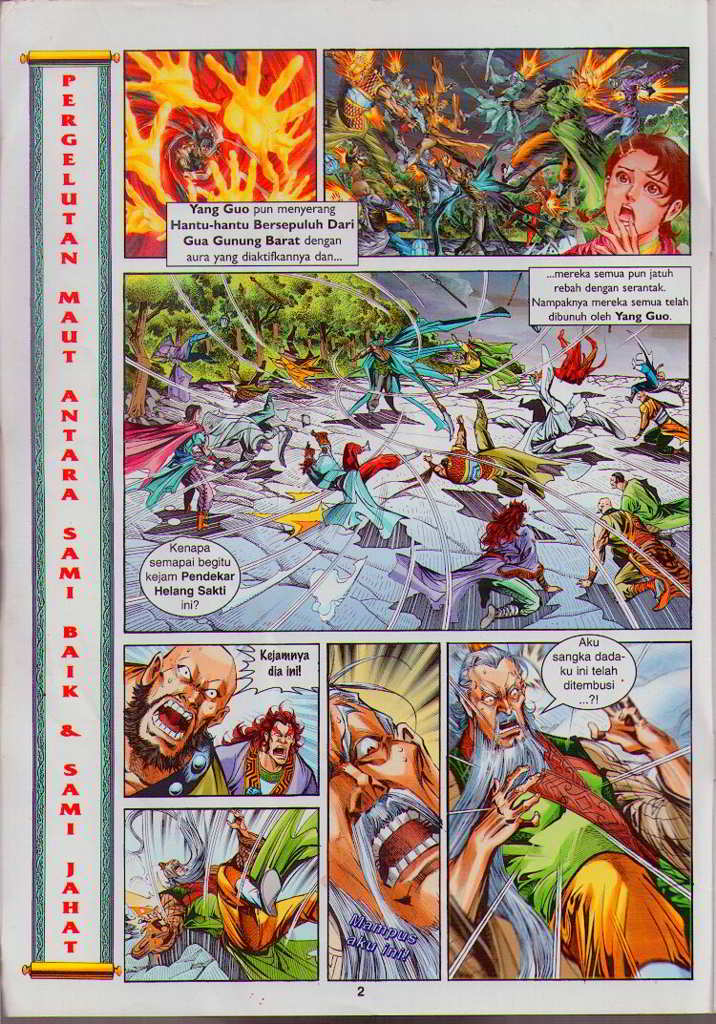 PERGELUTAN MAUT ANTARA SAMI BAIK & SAMI JAHAT
Yang Guo pun menyerang
Hantu-hantu Bersepuluh Dari
Gua Gunung Barat dengan
aura yang diaktifkannya dan...
...mereka semua pun jatuh
rebah dengan serantak.
Nampaknya mereka semua telah
dibunuh oleh Yang Guo.
Kenapa
semapai begitu
kejam Pendekar
Helang Sakti
ini?
Kejamnya
dia ini!
Mampus
aku ini!
Aku
sangka dada-
ku ini telah
ditembusi
...?!
2